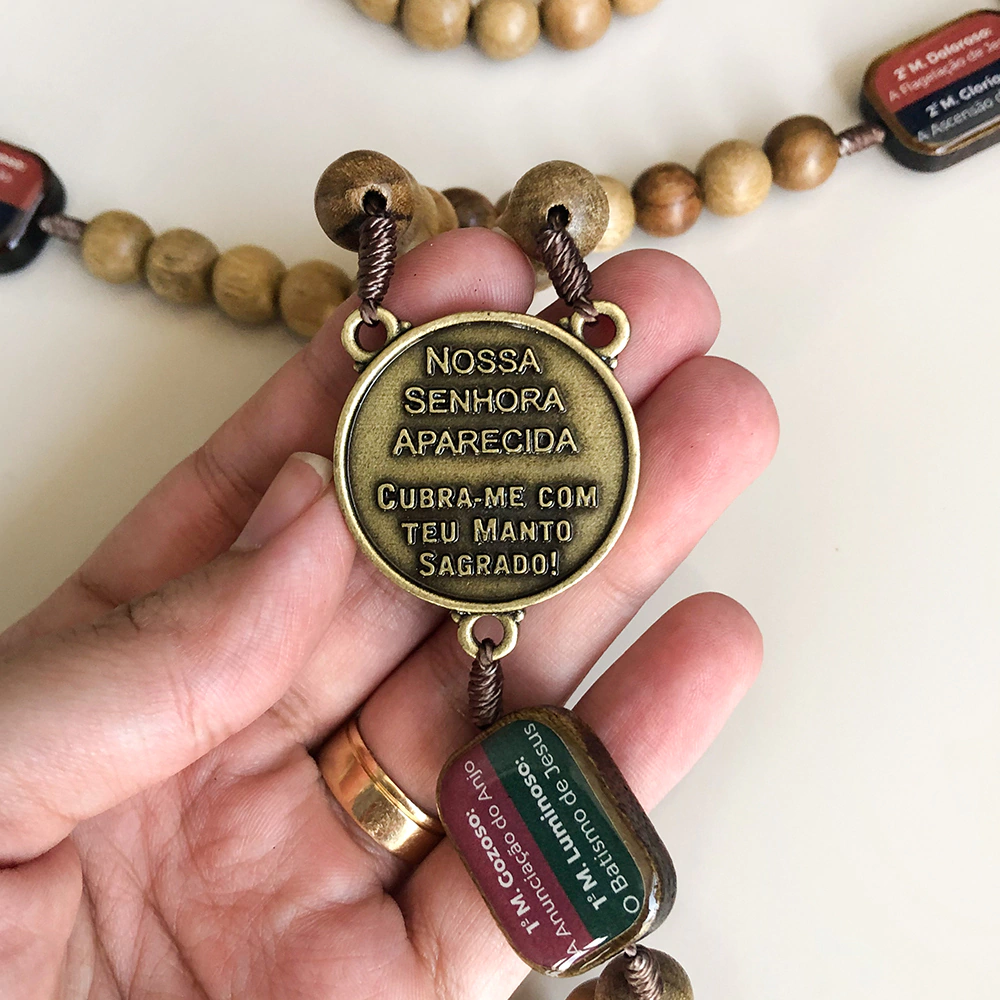 NOSSA
SENHORA
APARECIDA
CUBRA-ME COM
TEU MANTO
SAGRADO!
1º M. Gozoso:
A Anunciação do Anjo
1º M. Luminoso:
O Batismo de Jesus
2º M. Doloroso:
A Flagelação de
2º M.
A Ascensão